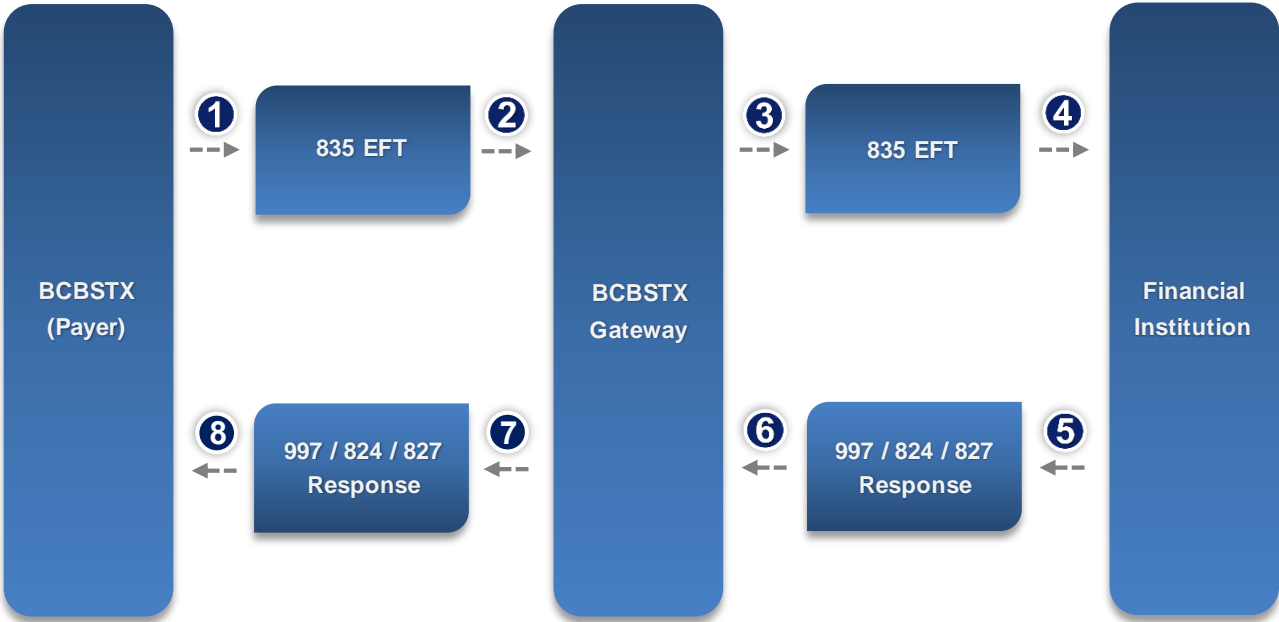 1
2
3
4
835 EFT
835 EFT
BCBSTX
(Payer)
BCBSTX
Gateway
Financial
Institution
8
7
6
5
997 / 824 / 827
Response
997 / 824 / 827
Response